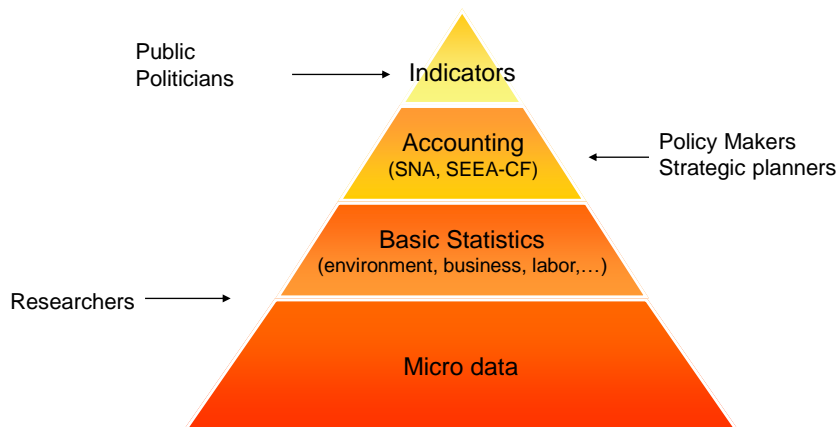 Public
Politicians
Indicators
Accounting
(SNA, SEEA-CF)
Policy Makers
Strategic planners
Basic Statistics
(environment, business, labor,…)
Researchers
Micro data